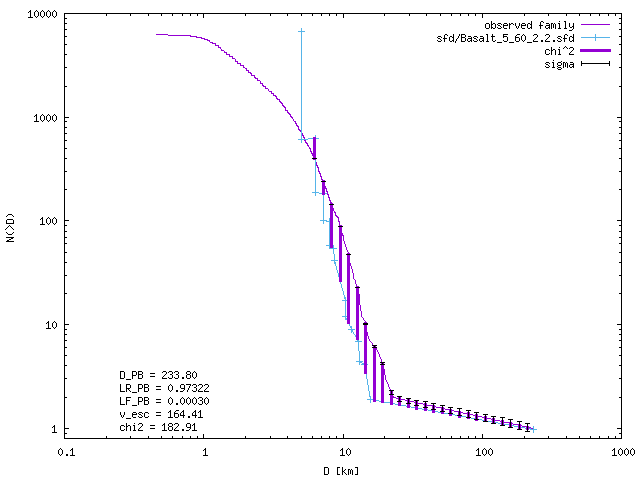 10000
1000
100
10
1
N(>D)
observed family
sfd/Basalt_5_60_2.2.sfd
chi^2
sigma
D_PB = 233.80
LR_PB = 0.97322
LF_PB = 0.00030
v_esc = 164.41
chi2 = 182.91
0.1 1 10 100 1000
D [km]